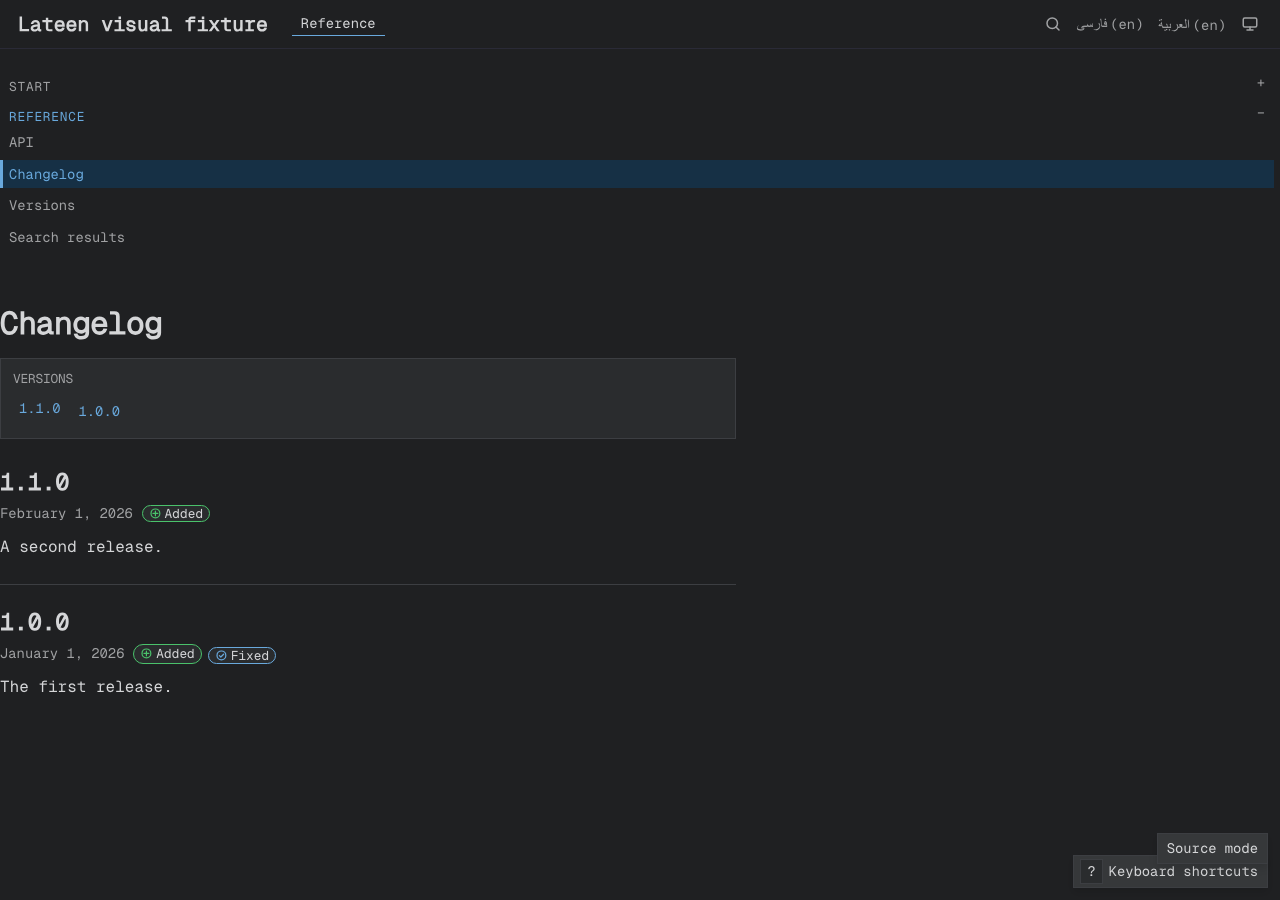 Lateen visual fixture Reference فارسی (en) العربية (en)
START +
REFERENCE −
API
Changelog
Versions
Search results
Changelog
VERSIONS
1.1.0 1.0.0
1.1.0
February 1, 2026 Added
A second release.
1.0.0
January 1, 2026 Added Fixed
The first release.
Source mode
? Keyboard shortcuts